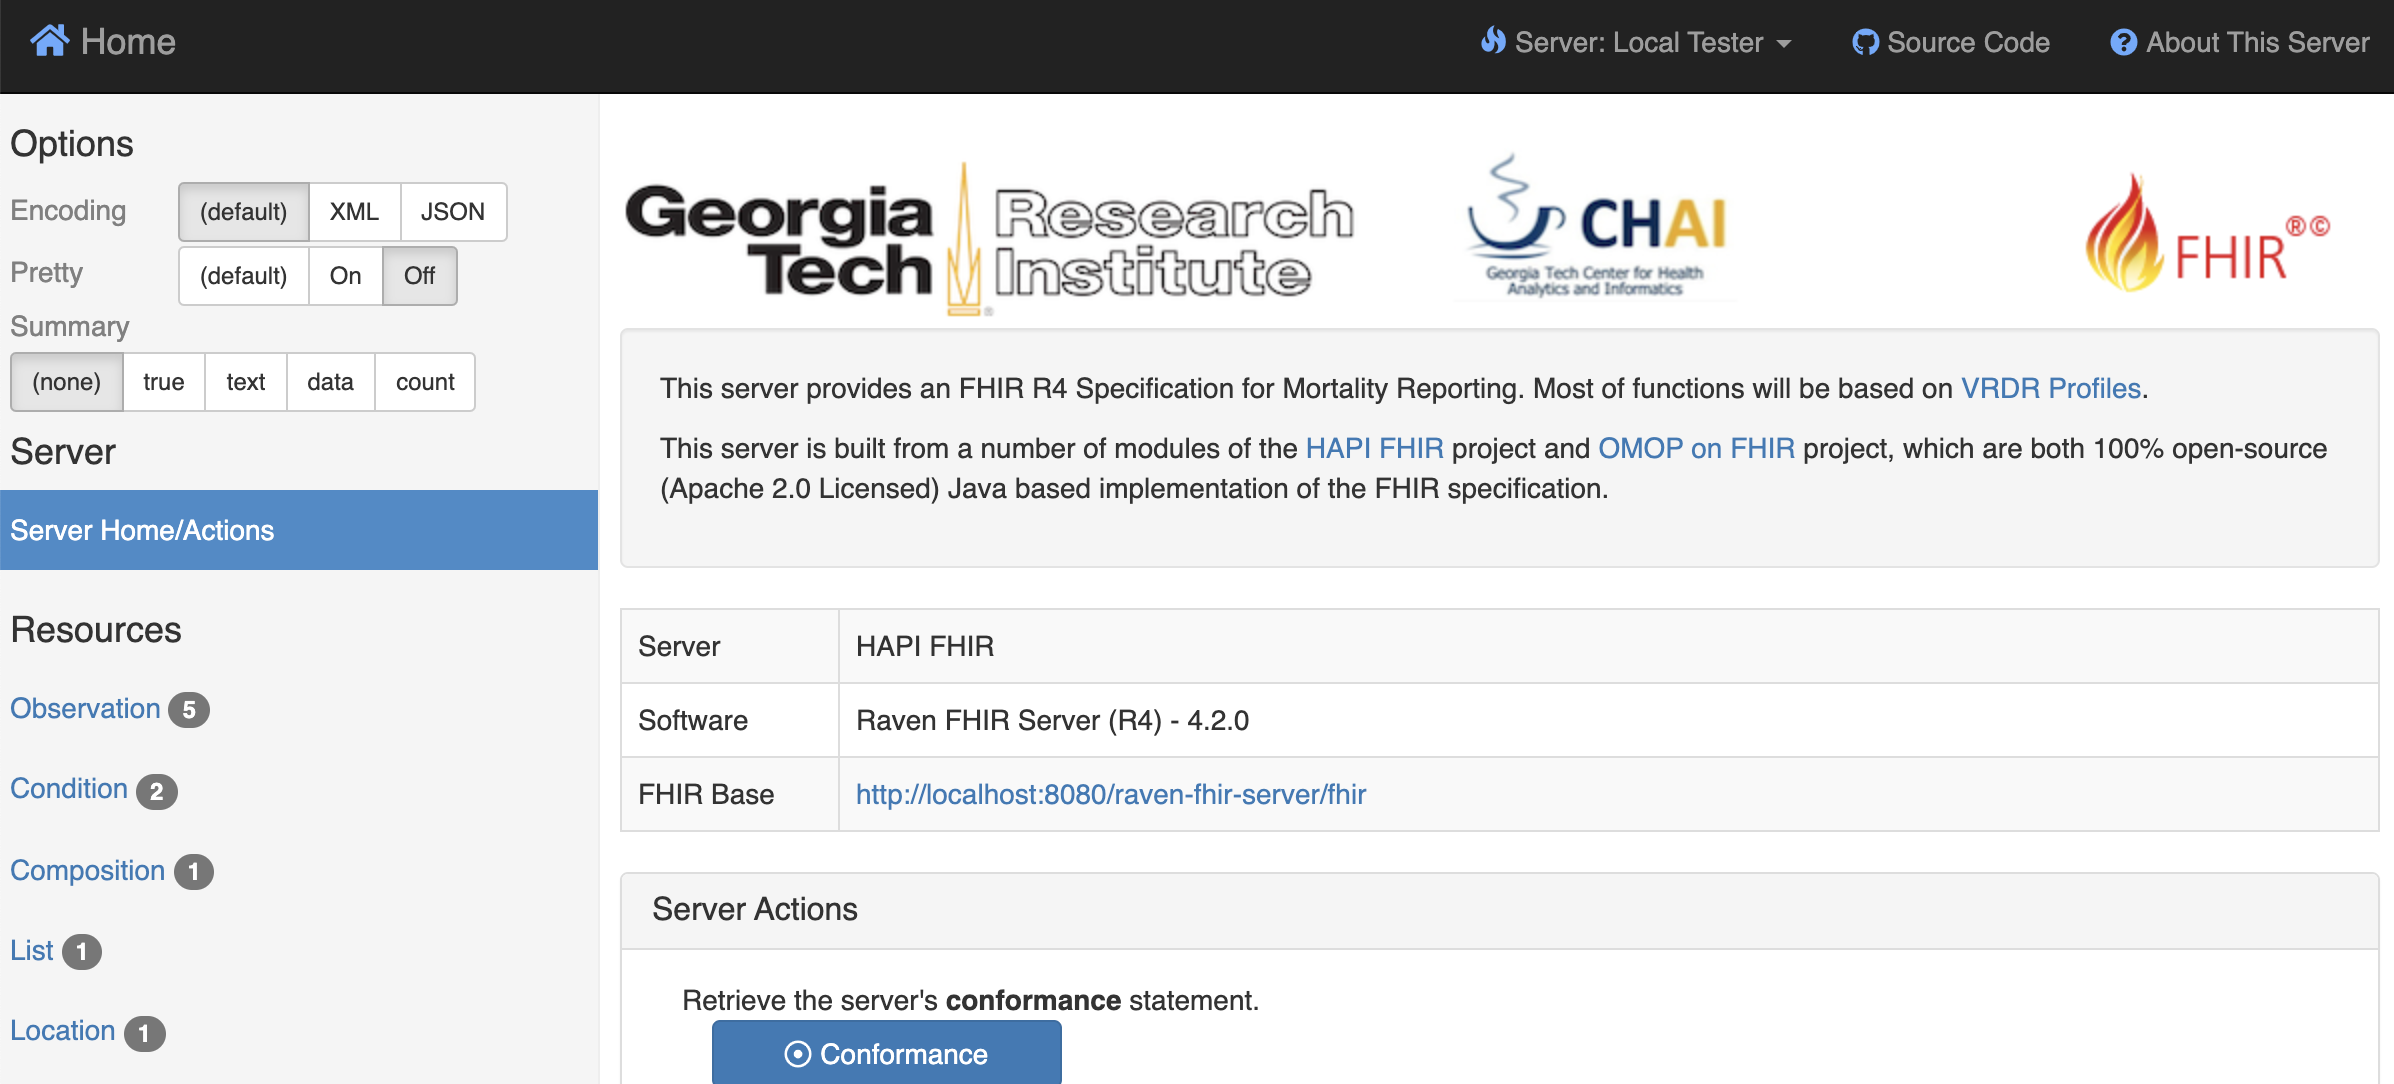 Home
Server: Local Tester
Source Code
About This Server
Options
Encoding
(default)
XML
JSON
Pretty
(default)
On
Off
Summary
(none)
true
text
data
count
Server
Server Home/Actions
Resources
Observation 5
Condition 2
Composition 1
List 1
Location 1
Georgia
Tech
®
Research
Institute
CHAI
Georgia Tech Center for Health
Analytics and Informatics
FHIR®©
This server provides an FHIR R4 Specification for Mortality Reporting. Most of functions will be based on VRDR Profiles.
This server is built from a number of modules of the HAPI FHIR project and OMOP on FHIR project, which are both 100% open-source
(Apache 2.0 Licensed) Java based implementation of the FHIR specification.
Server HAPI FHIR
Software Raven FHIR Server (R4) - 4.2.0
FHIR Base http://localhost:8080/raven-fhir-server/fhir
Server Actions
Retrieve the server's conformance statement.
Conformance